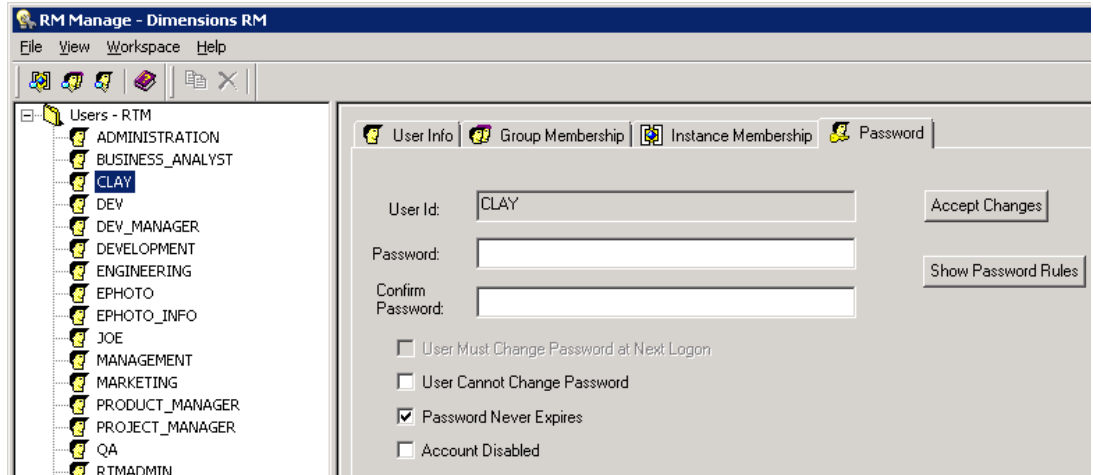 RM Manage - Dimensions RM
File View Workspace Help
Users - RTM
ADMINISTRATION
BUSINESS_ANALYST
CLAY
DEV
DEV_MANAGER
DEVELOPMENT
ENGINEERING
EPHOTO
EPHOTO_INFO
JOE
MANAGEMENT
MARKETING
PRODUCT_MANAGER
PROJECT_MANAGER
QA
RTMADMIN
User Info Group Membership Instance Membership Password
User Id: CLAY Accept Changes
Password:
Show Password Rules
Confirm
Password:
User Must Change Password at Next Logon
User Cannot Change Password
Password Never Expires
Account Disabled